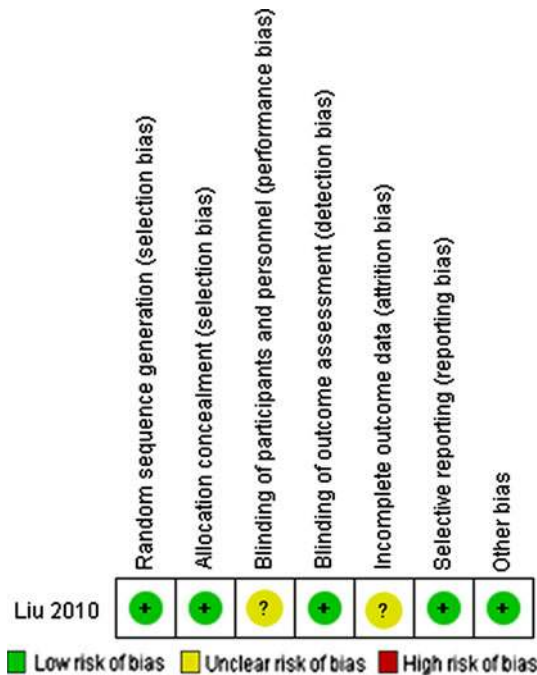 Random sequence generation (selection bias)
Allocation concealment (selection bias)
Blinding of participants and personnel (performance bias)
Blinding of outcome assessment (detection bias)
Incomplete outcome data (attrition bias)
Selective reporting (reporting bias)
Other bias
Liu 2010 + + ? + ? + +
Low risk of bias Unclear risk of bias High risk of bias